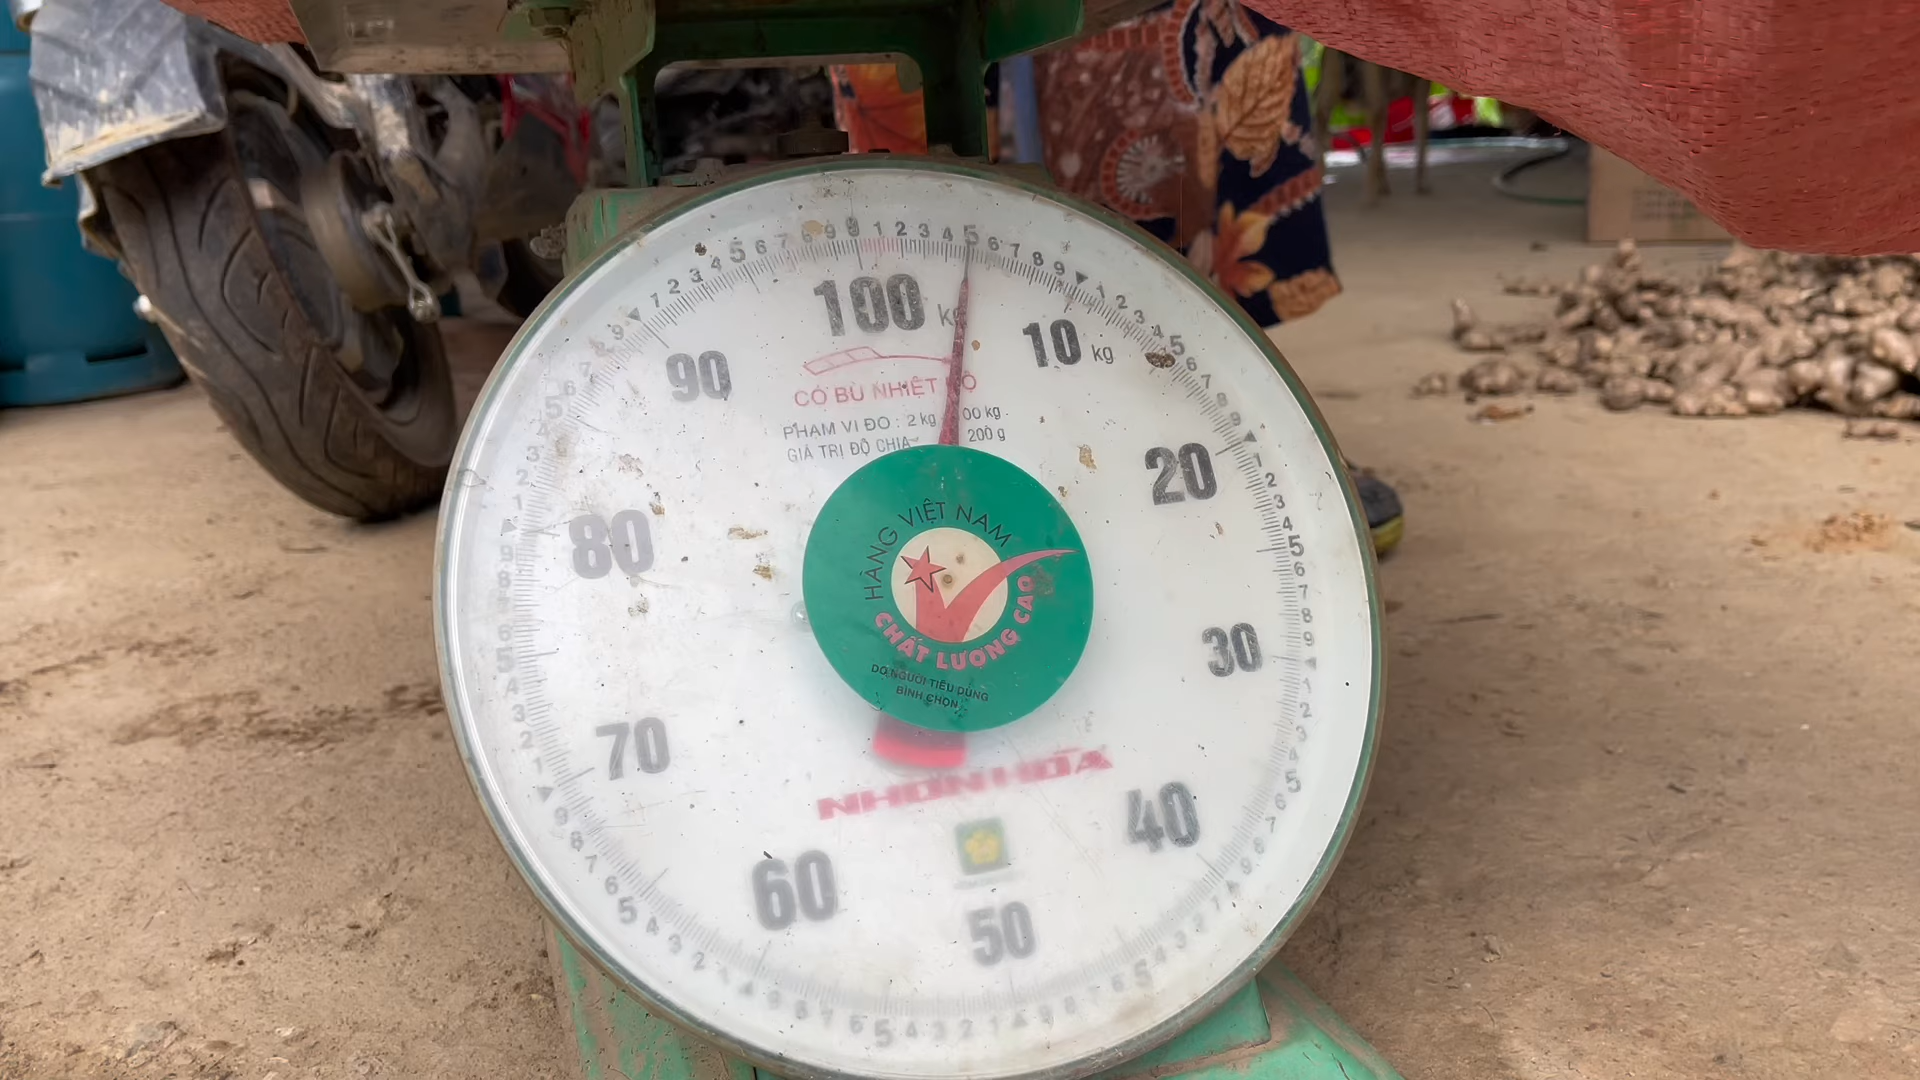 100 kg
10 kg
20
30
40
50
60
70
80
90
CÓ BÙ NHIỆT ĐỘ
PHẠM VI ĐO : 2 kg 00 kg
GIÁ TRỊ ĐỘ CHIA 200 g
HÀNG VIỆT NAM
CHẤT LƯỢNG CAO
DO NGƯỜI TIÊU DÙNG
BÌNH CHỌN
NHƠN HÒA